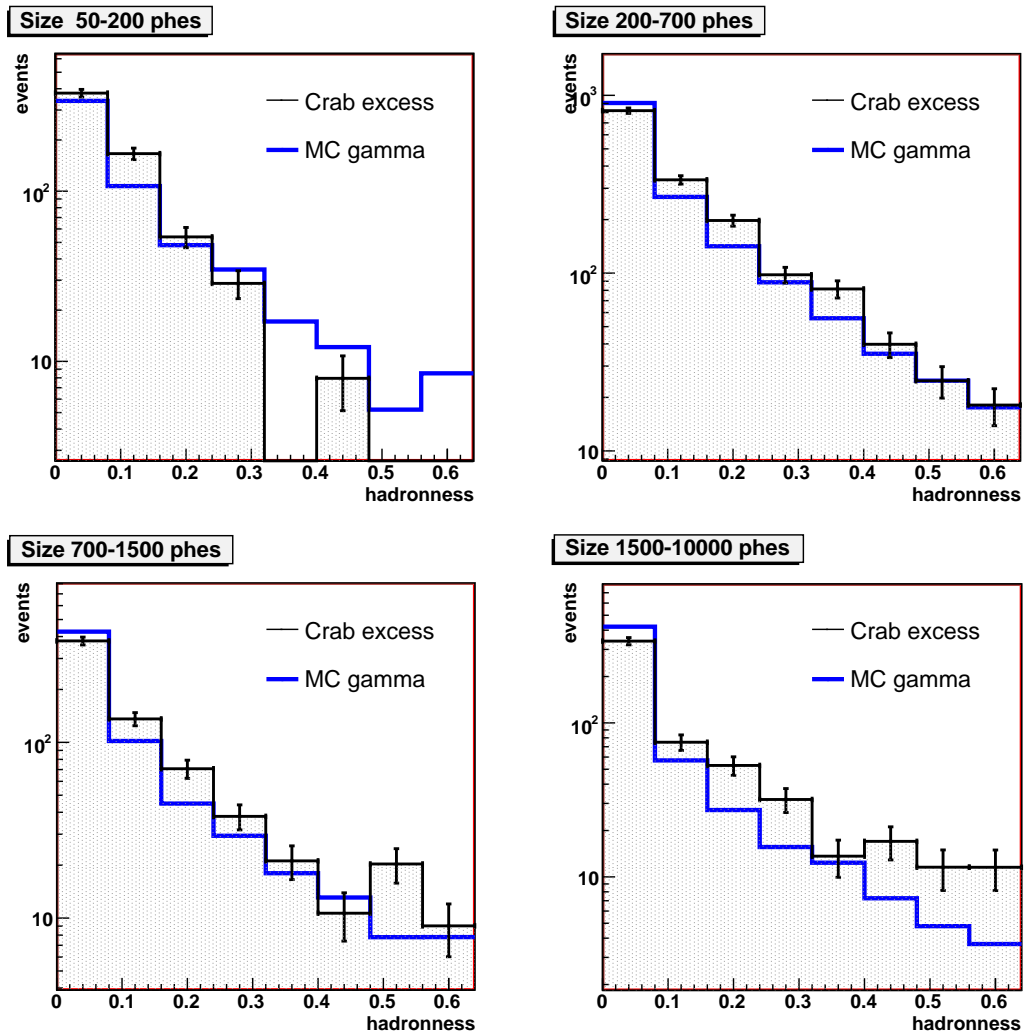 Size 50-200 phes
events
Crab excess
MC gamma
10²
10
0 0.1 0.2 0.3 0.4 0.5 0.6
hadronness
Size 200-700 phes
events
Crab excess
MC gamma
10³
10²
10
0 0.1 0.2 0.3 0.4 0.5 0.6
hadronness
Size 700-1500 phes
events
Crab excess
MC gamma
10²
10
0 0.1 0.2 0.3 0.4 0.5 0.6
hadronness
Size 1500-10000 phes
events
Crab excess
MC gamma
10²
10
0 0.1 0.2 0.3 0.4 0.5 0.6
hadronness